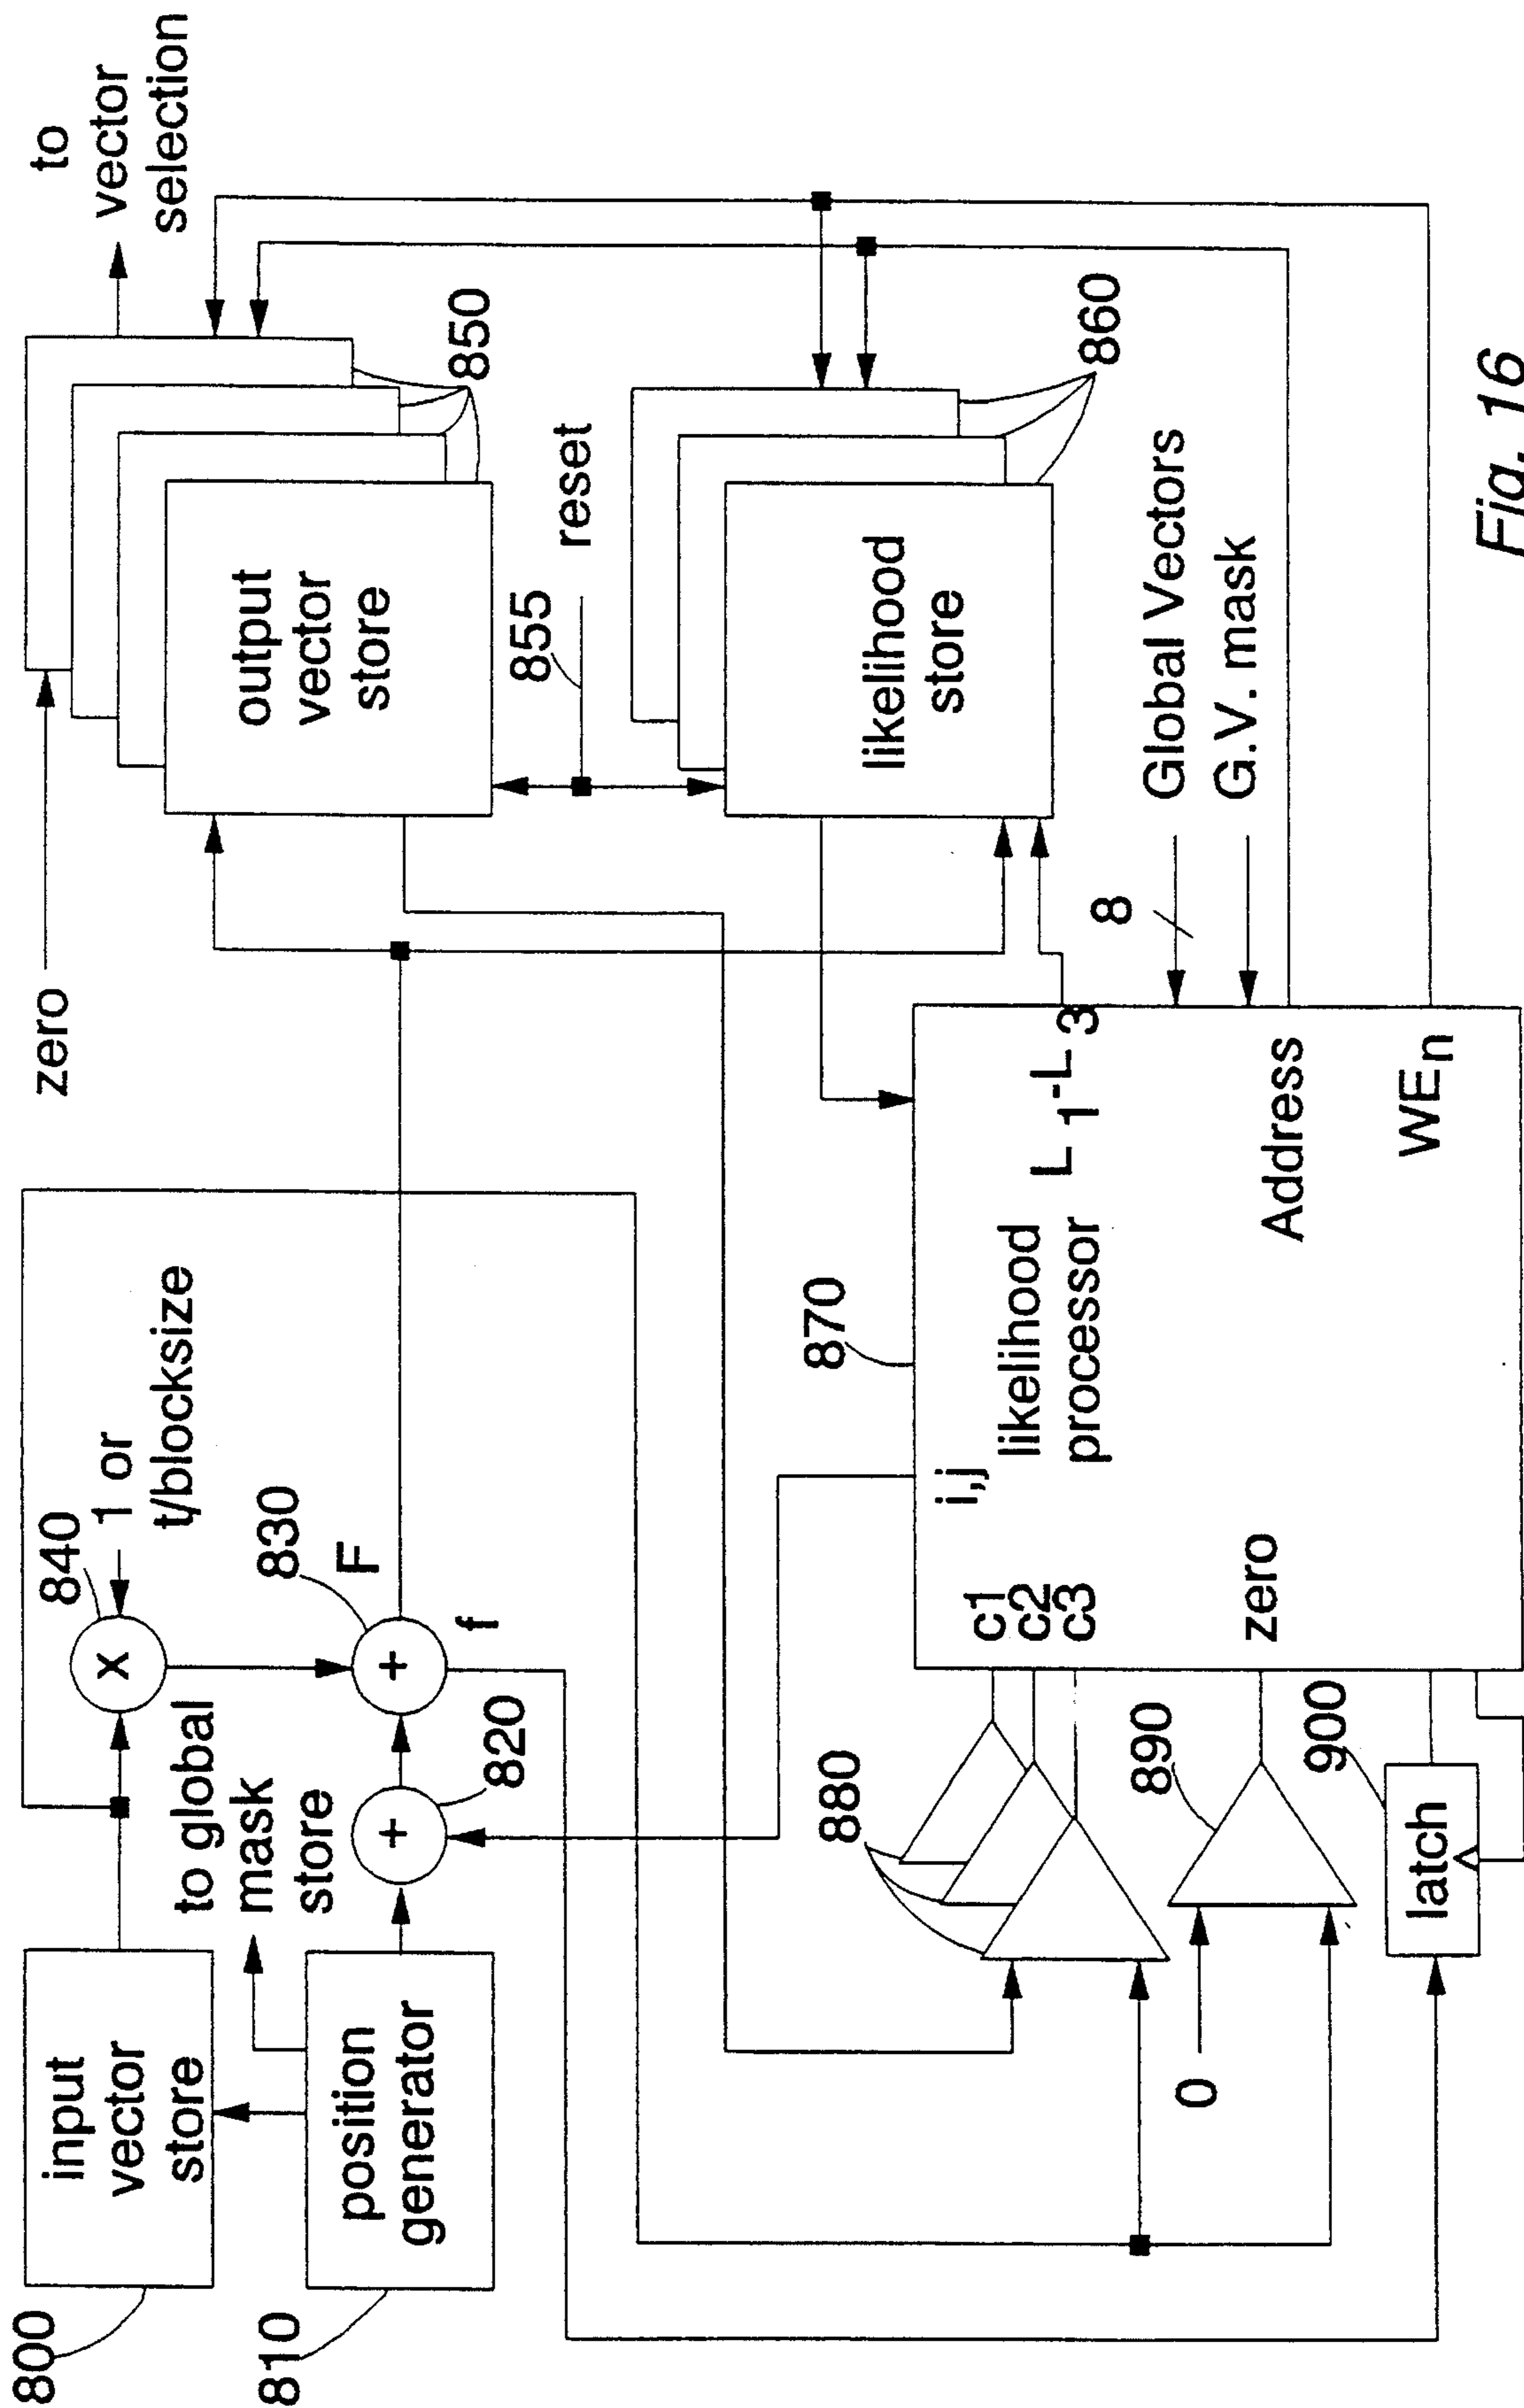 800
input
vector
store
810
position
generator
to global
mask
store
840
x
1 or
t/blocksize
820
+
830
+
F
f
zero
to
vector
selection
output
vector
store
850
855
reset
likelihood
store
860
8
Global Vectors
G.V. mask
870
i,j
likelihood
processor
L1-L3
c1
c2
c3
zero
Address
WEn
880
890
0
900
latch
Fig. 16